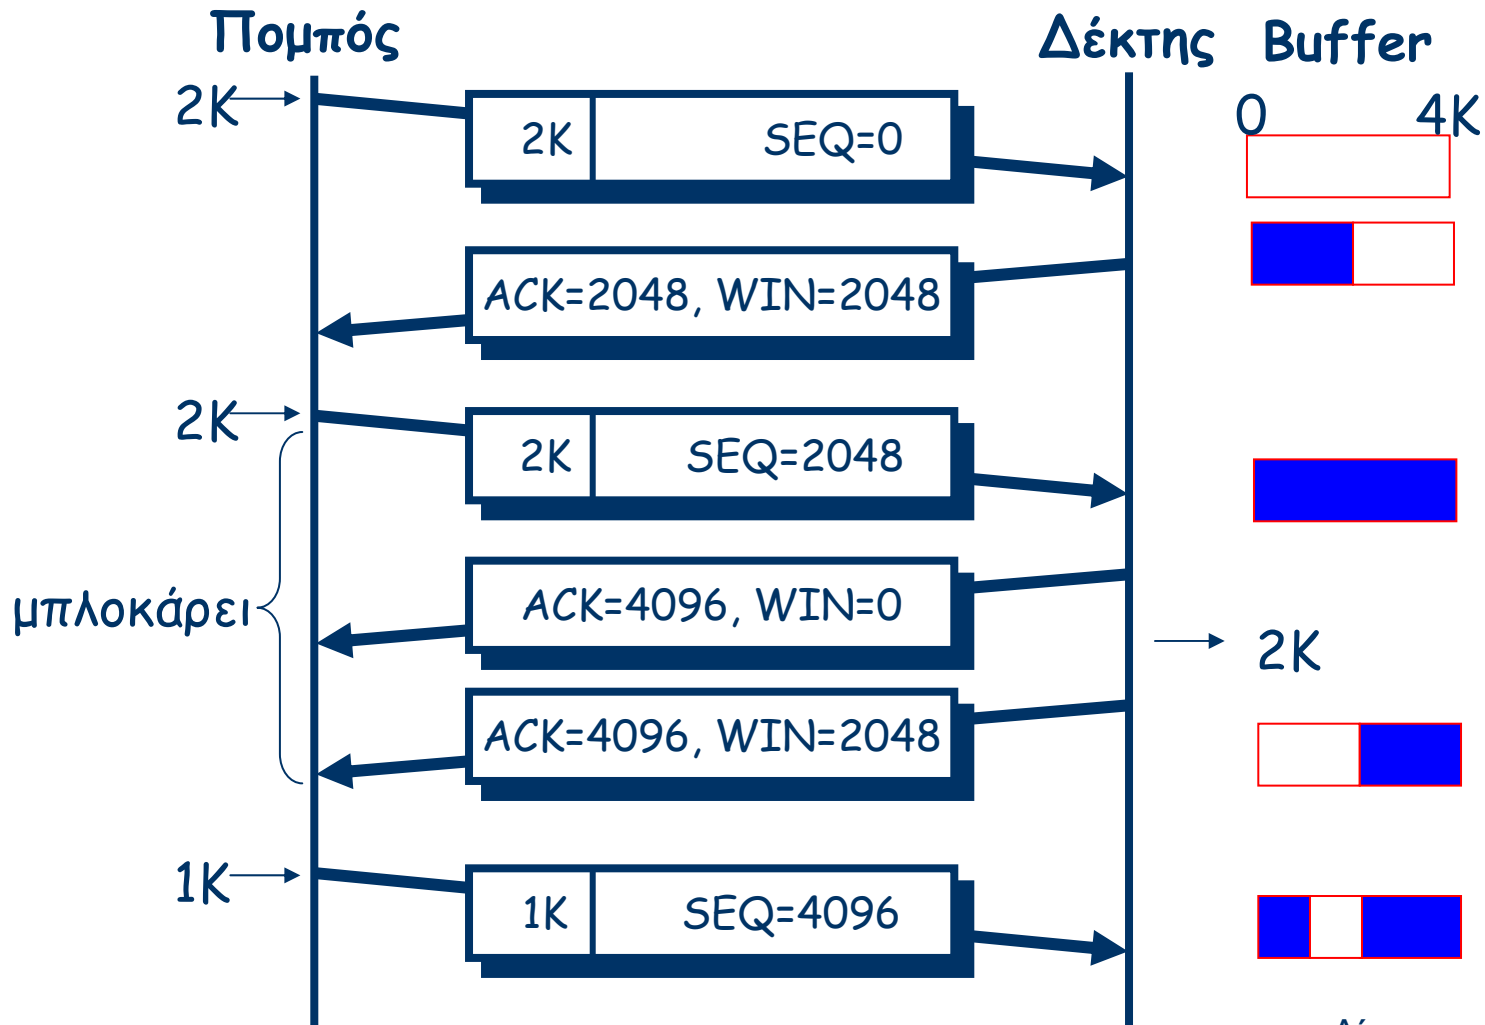 Πομπός Δέκτης Buffer
2K 0 4K
2K SEQ=0
ACK=2048, WIN=2048
2K
2K SEQ=2048
ACK=4096, WIN=0
μπλοκάρει
2K
ACK=4096, WIN=2048
1K
1K SEQ=4096